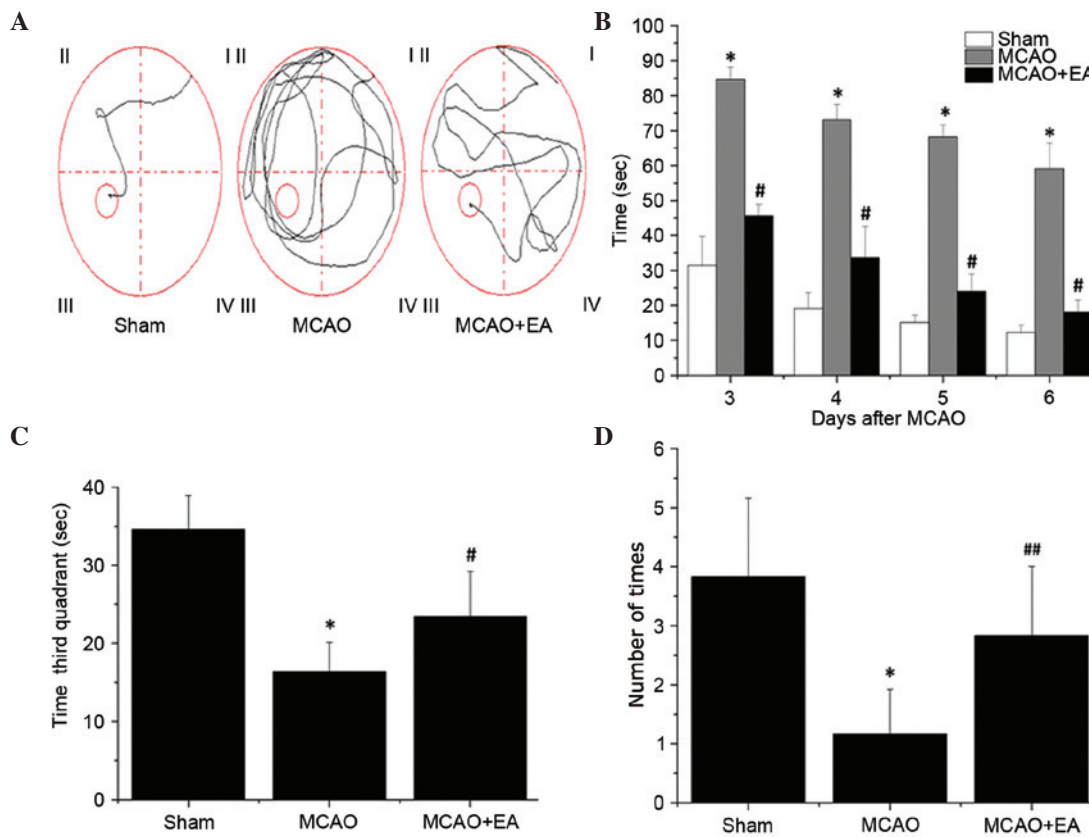 A
II
I
II
I
II
I
III
IV
III
IV
III
IV
Sham
MCAO
MCAO+EA
B
Sham
MCAO
MCAO+EA
Time (sec)
100
90
80
70
60
50
40
30
20
10
0
*
#
*
#
*
#
*
#
3
4
5
6
Days after MCAO
C
Time third quadrant (sec)
40
30
20
10
0
*
#
Sham
MCAO
MCAO+EA
D
Number of times
6
5
4
3
2
1
0
*
##
Sham
MCAO
MCAO+EA